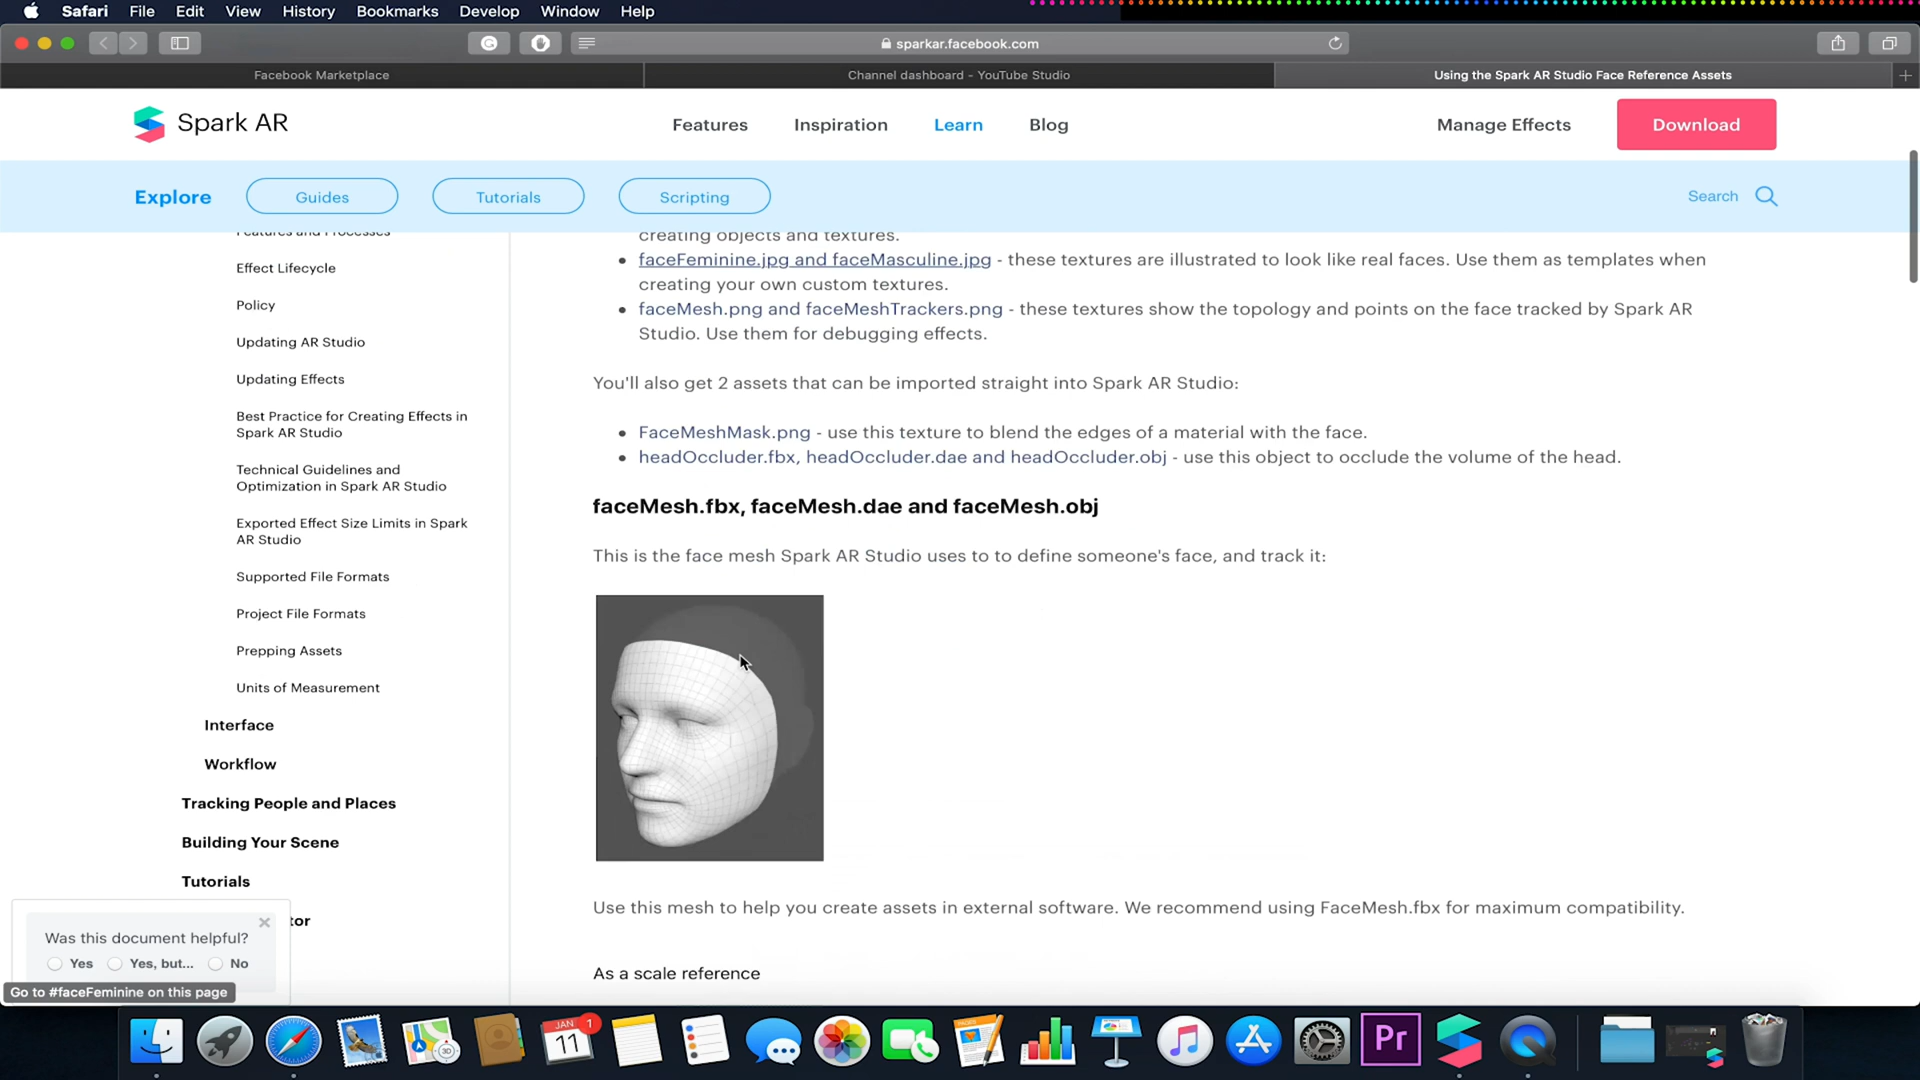 Safari File Edit View History Bookmarks Develop Window Help
sparkar.facebook.com
Facebook Marketplace
Channel dashboard - YouTube Studio
Using the Spark AR Studio Face Reference Assets
Spark AR
Features Inspiration Learn Blog
Manage Effects Download
Explore Guides Tutorials Scripting
Search
Features and Processes
Effect Lifecycle
Policy
Updating AR Studio
Updating Effects
Best Practice for Creating Effects in
Spark AR Studio
Technical Guidelines and
Optimization in Spark AR Studio
Exported Effect Size Limits in Spark
AR Studio
Supported File Formats
Project File Formats
Prepping Assets
Units of Measurement
Interface
Workflow
Tracking People and Places
Building Your Scene
Tutorials
tor
creating objects and textures.
faceFeminine.jpg and faceMasculine.jpg - these textures are illustrated to look like real faces. Use them as templates when
creating your own custom textures.
faceMesh.png and faceMeshTrackers.png - these textures show the topology and points on the face tracked by Spark AR
Studio. Use them for debugging effects.
You'll also get 2 assets that can be imported straight into Spark AR Studio:
FaceMeshMask.png - use this texture to blend the edges of a material with the face.
headOccluder.fbx, headOccluder.dae and headOccluder.obj - use this object to occlude the volume of the head.
faceMesh.fbx, faceMesh.dae and faceMesh.obj
This is the face mesh Spark AR Studio uses to to define someone's face, and track it:
Use this mesh to help you create assets in external software. We recommend using FaceMesh.fbx for maximum compatibility.
As a scale reference
Was this document helpful?
Yes Yes, but... No
Go to #faceFeminine on this page
JAN
11
1
Pr